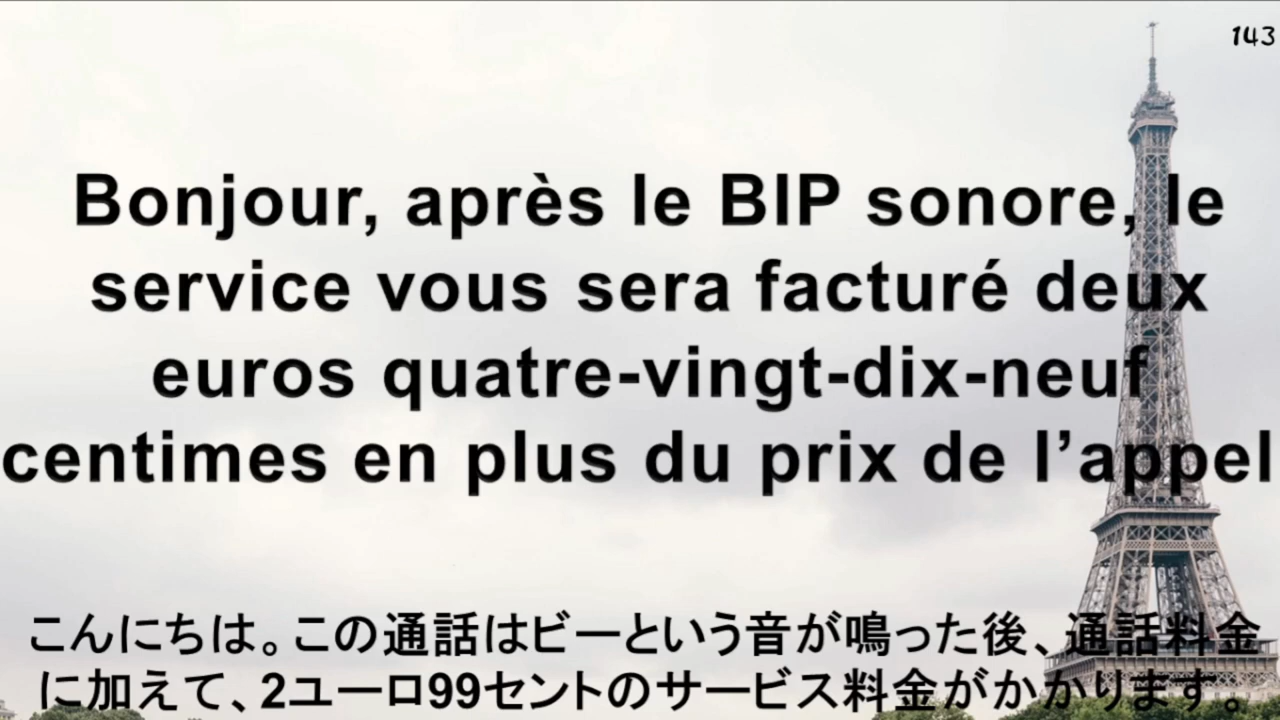 143
Bonjour, après le BIP sonore, le
service vous sera facturé deux
euros quatre-vingt-dix-neuf
centimes en plus du prix de l’appel
こんにちは。この通話はビーという音が鳴った後、通話料金
に加えて、2ユーロ99セントのサービス料金がかかります。